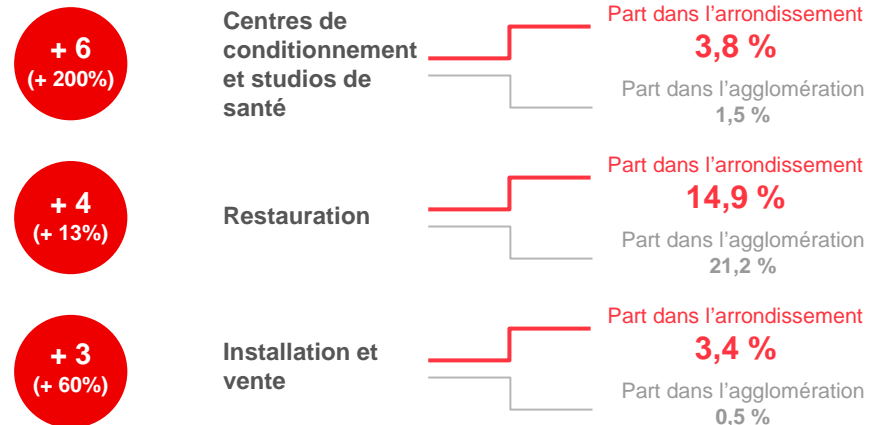 + 6
(+ 200%)
Centres de
conditionnement
et studios de
santé
Part dans l'arrondissement
3,8 %
Part dans l'agglomération
1,5 %
+ 4
(+ 13%)
Restauration
Part dans l'arrondissement
14,9 %
Part dans l'agglomération
21,2 %
+ 3
(+ 60%)
Installation et
vente
Part dans l'arrondissement
3,4 %
Part dans l'agglomération
0,5 %